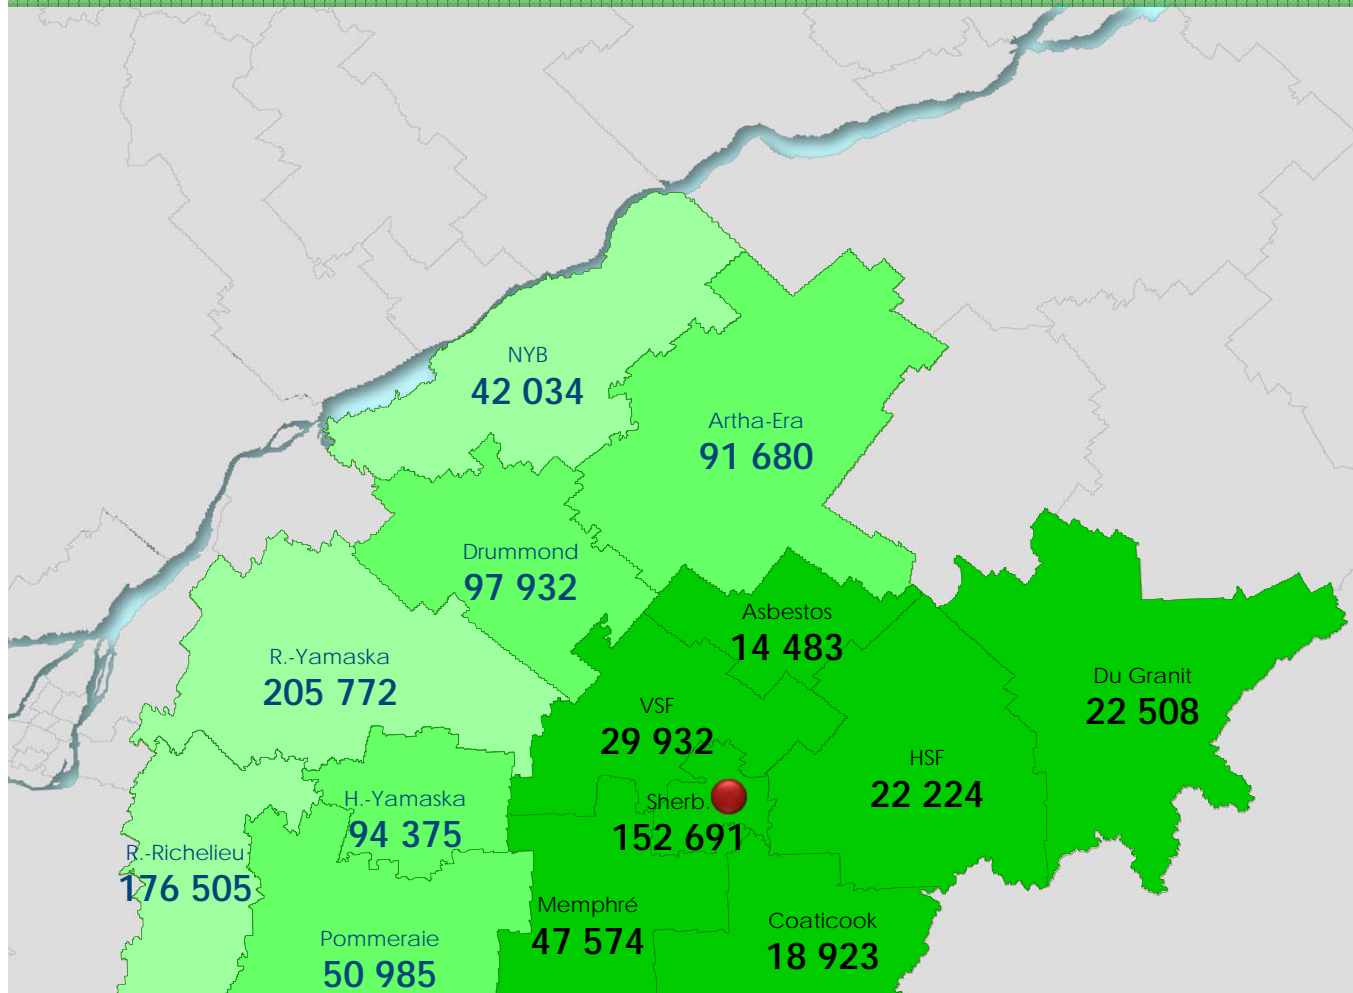 NYB
42 034
Artha-Era
91 680
Drummond
97 932
Asbestos
14 483
R.-Yamaska
205 772
Du Granit
22 508
VSF
29 932
HSF
22 224
H.-Yamaska
94 375
Sherb.
152 691
R.-Richelieu
176 505
Memphré
47 574
Coaticook
18 923
Pommeraie
50 985